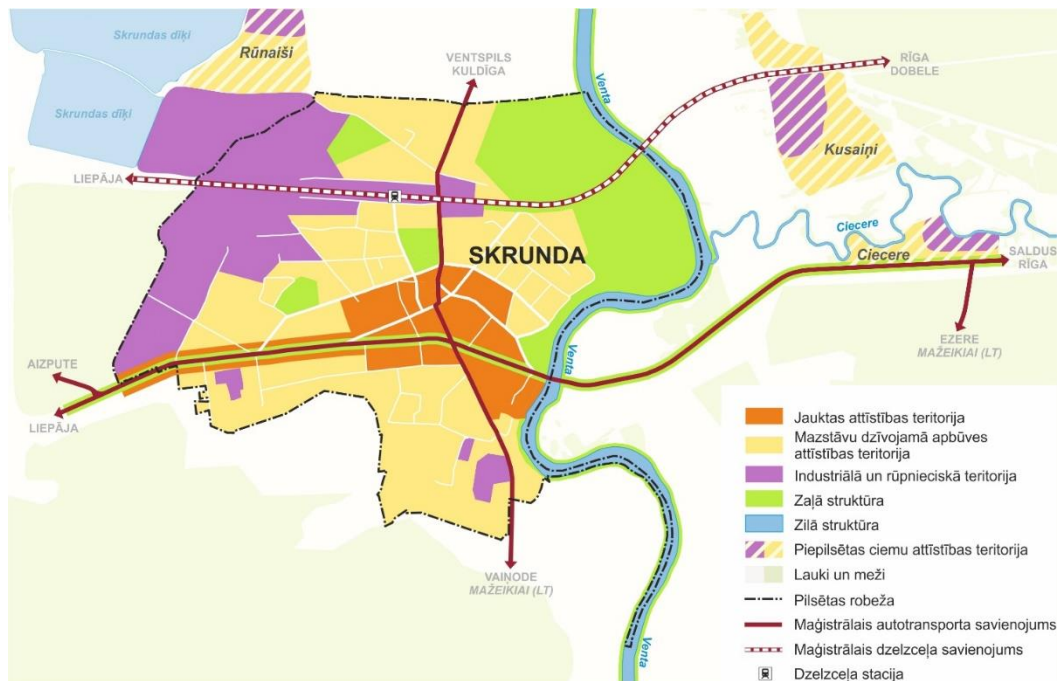 Skrundas dīķi
Rūnaiši
VENTSPILS
KULDĪGA
Venta
RĪGA
DOBELE
Skrundas dīķi
Venta
Kusaiņi
LIEPĀJA
Ciecere
SKRUNDA
Ciecere
SALDUS
RĪGA
AIZPUTE
Venta
EZERE
MAŽEIKIAI (LT)
LIEPĀJA
VAIŅODE
MAŽEIKIAI (LT)
Venta
Jauktas attīstības teritorija
Mazstāvu dzīvojamā apbūves
attīstības teritorija
Industriālā un rūpnieciskā teritorija
Zaļā struktūra
Zilā struktūra
Piepilsētas ciemu attīstības teritorija
Lauki un meži
Pilsētas robeža
Maģistrālais autotransporta savienojums
Maģistrālais dzelzceļa savienojums
Dzelzceļa stacija